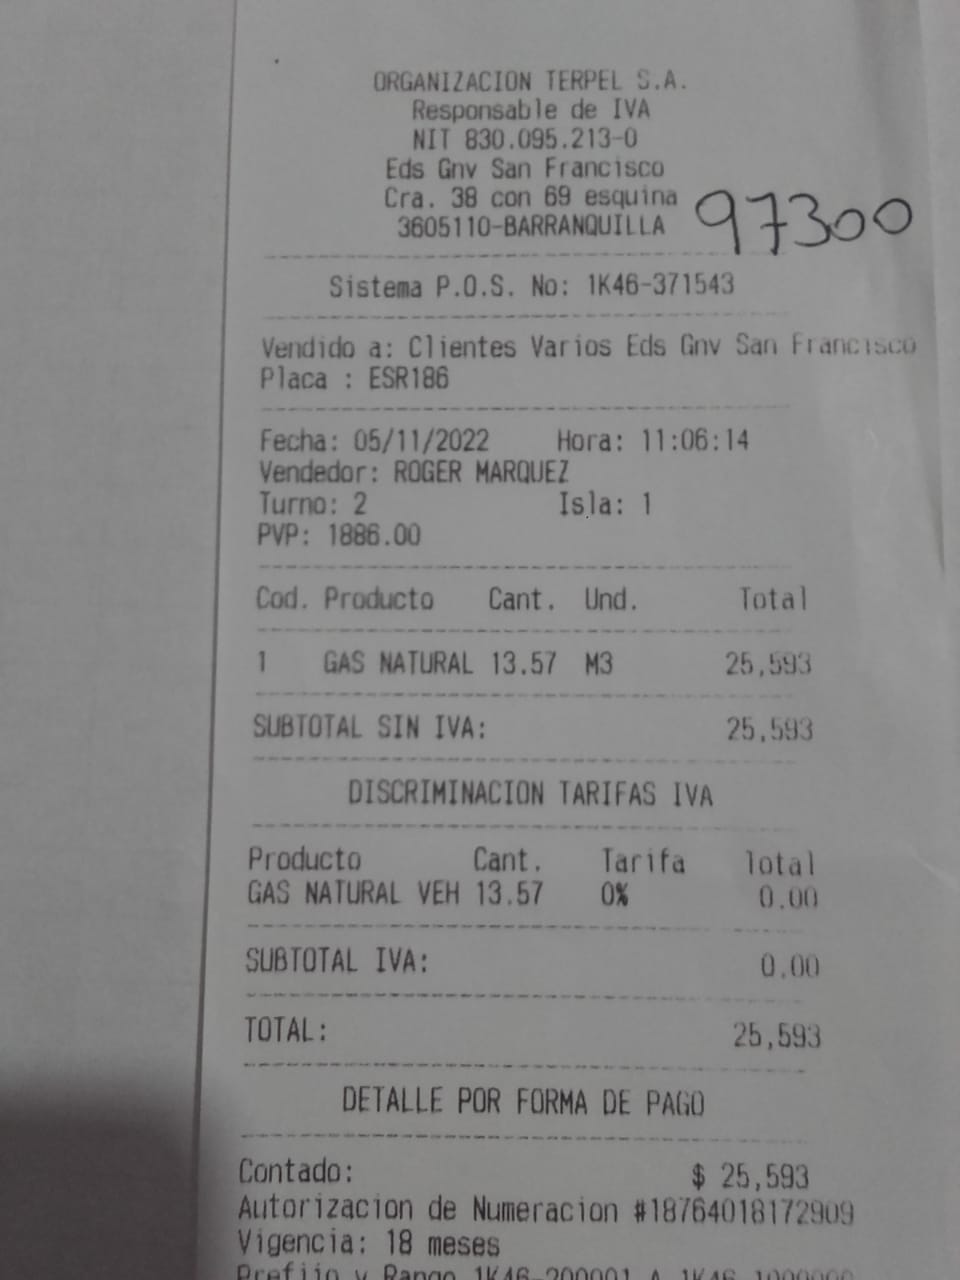 ORGANIZACION TERPEL S.A.
Responsable de IVA
NIT 830.095.213-0
Eds Gnv San Francisco
Cra. 38 con 69 esquina
3605110-BARRANQUILLA 97300
Sistema P.O.S. No: 1K46-371543
Vendido a: Clientes Varios Eds Gnv San Francisco
Placa : ESR186
Fecha: 05/11/2022 Hora: 11:06:14
Vendedor: ROGER MARQUEZ
Turno: 2 Isla: 1
PVP: 1886.00
Cod. Producto Cant. Und. Total
1 GAS NATURAL 13.57 M3 25,593
SUBTOTAL SIN IVA: 25,593
DISCRIMINACION TARIFAS IVA
Producto Cant. Tarifa Total
GAS NATURAL VEH 13.57 0% 0.00
SUBTOTAL IVA: 0.00
TOTAL: 25,593
DETALLE POR FORMA DE PAGO
Contado: $ 25,593
Autorizacion de Numeracion #18764018172909
Vigencia: 18 meses
Prefijo y Rango 1K46-200001 A 1K46-